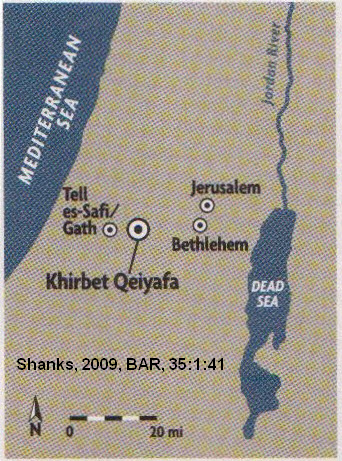 MEDITERRANEAN
SEA
Jordan River
Jerusalem
Tell
es-Safi/
Gath
Bethlehem
Khirbet Qeiyafa
DEAD
SEA
Shanks, 2009, BAR, 35:1:41
N
0 20 mi